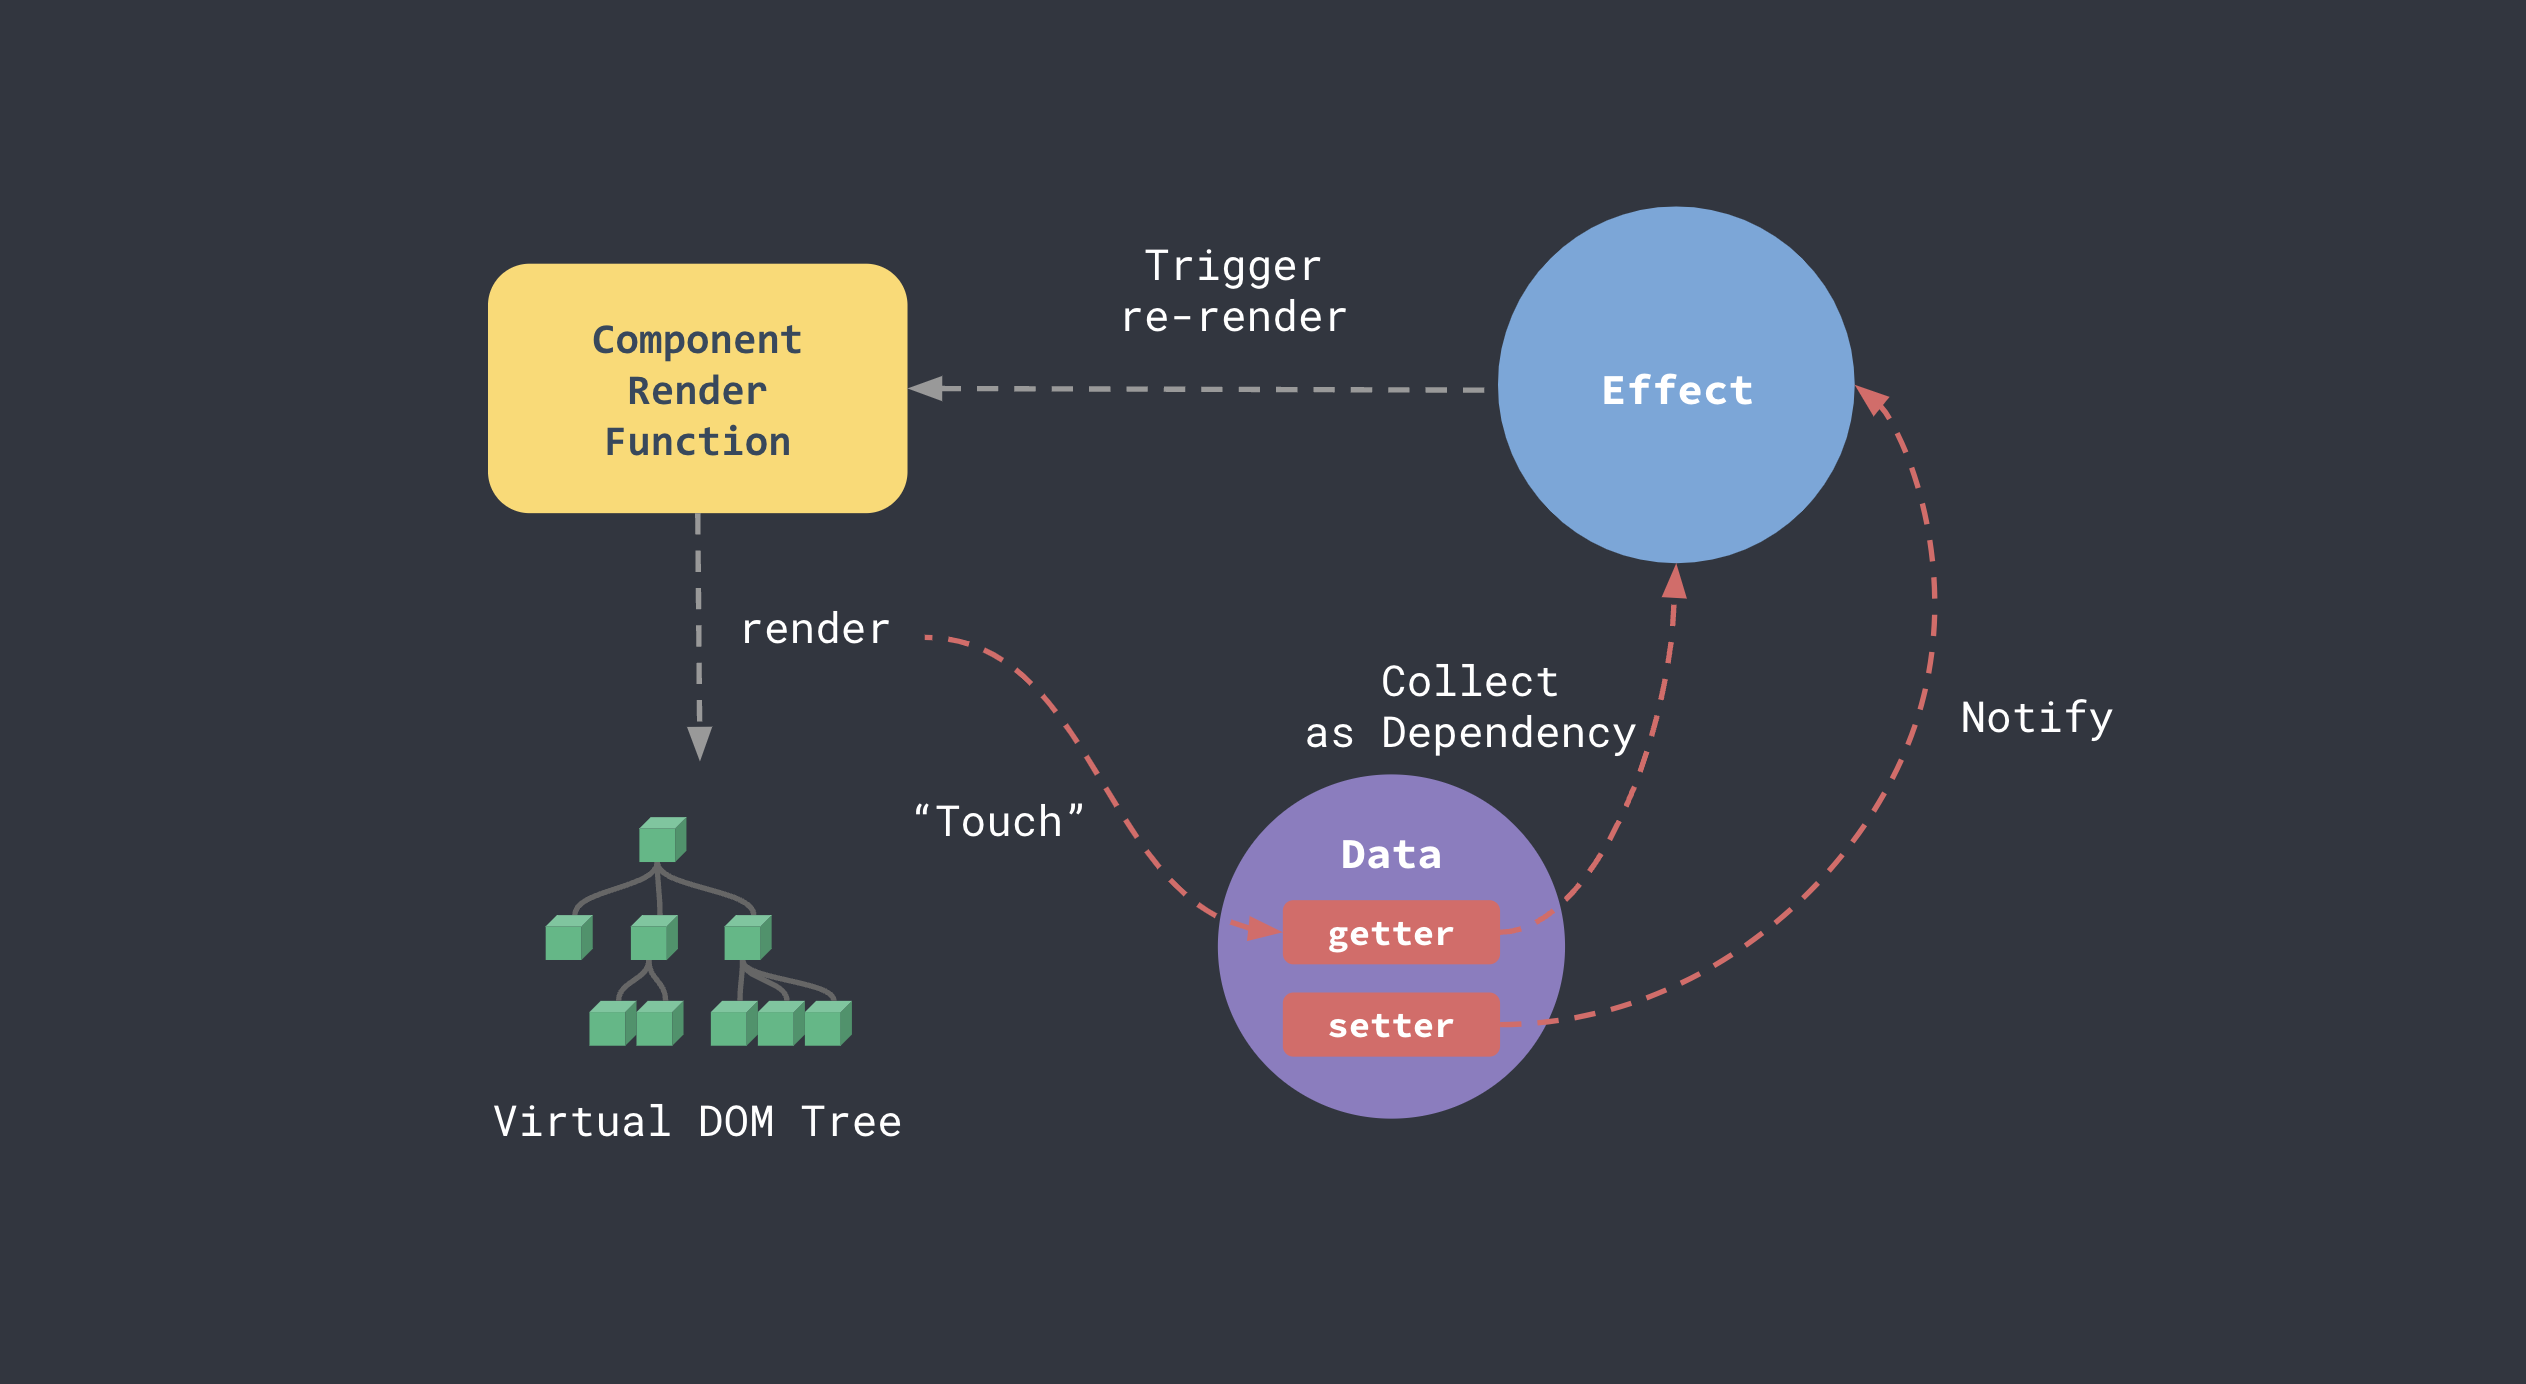 Trigger
re-render
Component
Render
Function
Effect
render
Collect
as Dependency
Notify
“Touch”
Data
getter
setter
Virtual DOM Tree